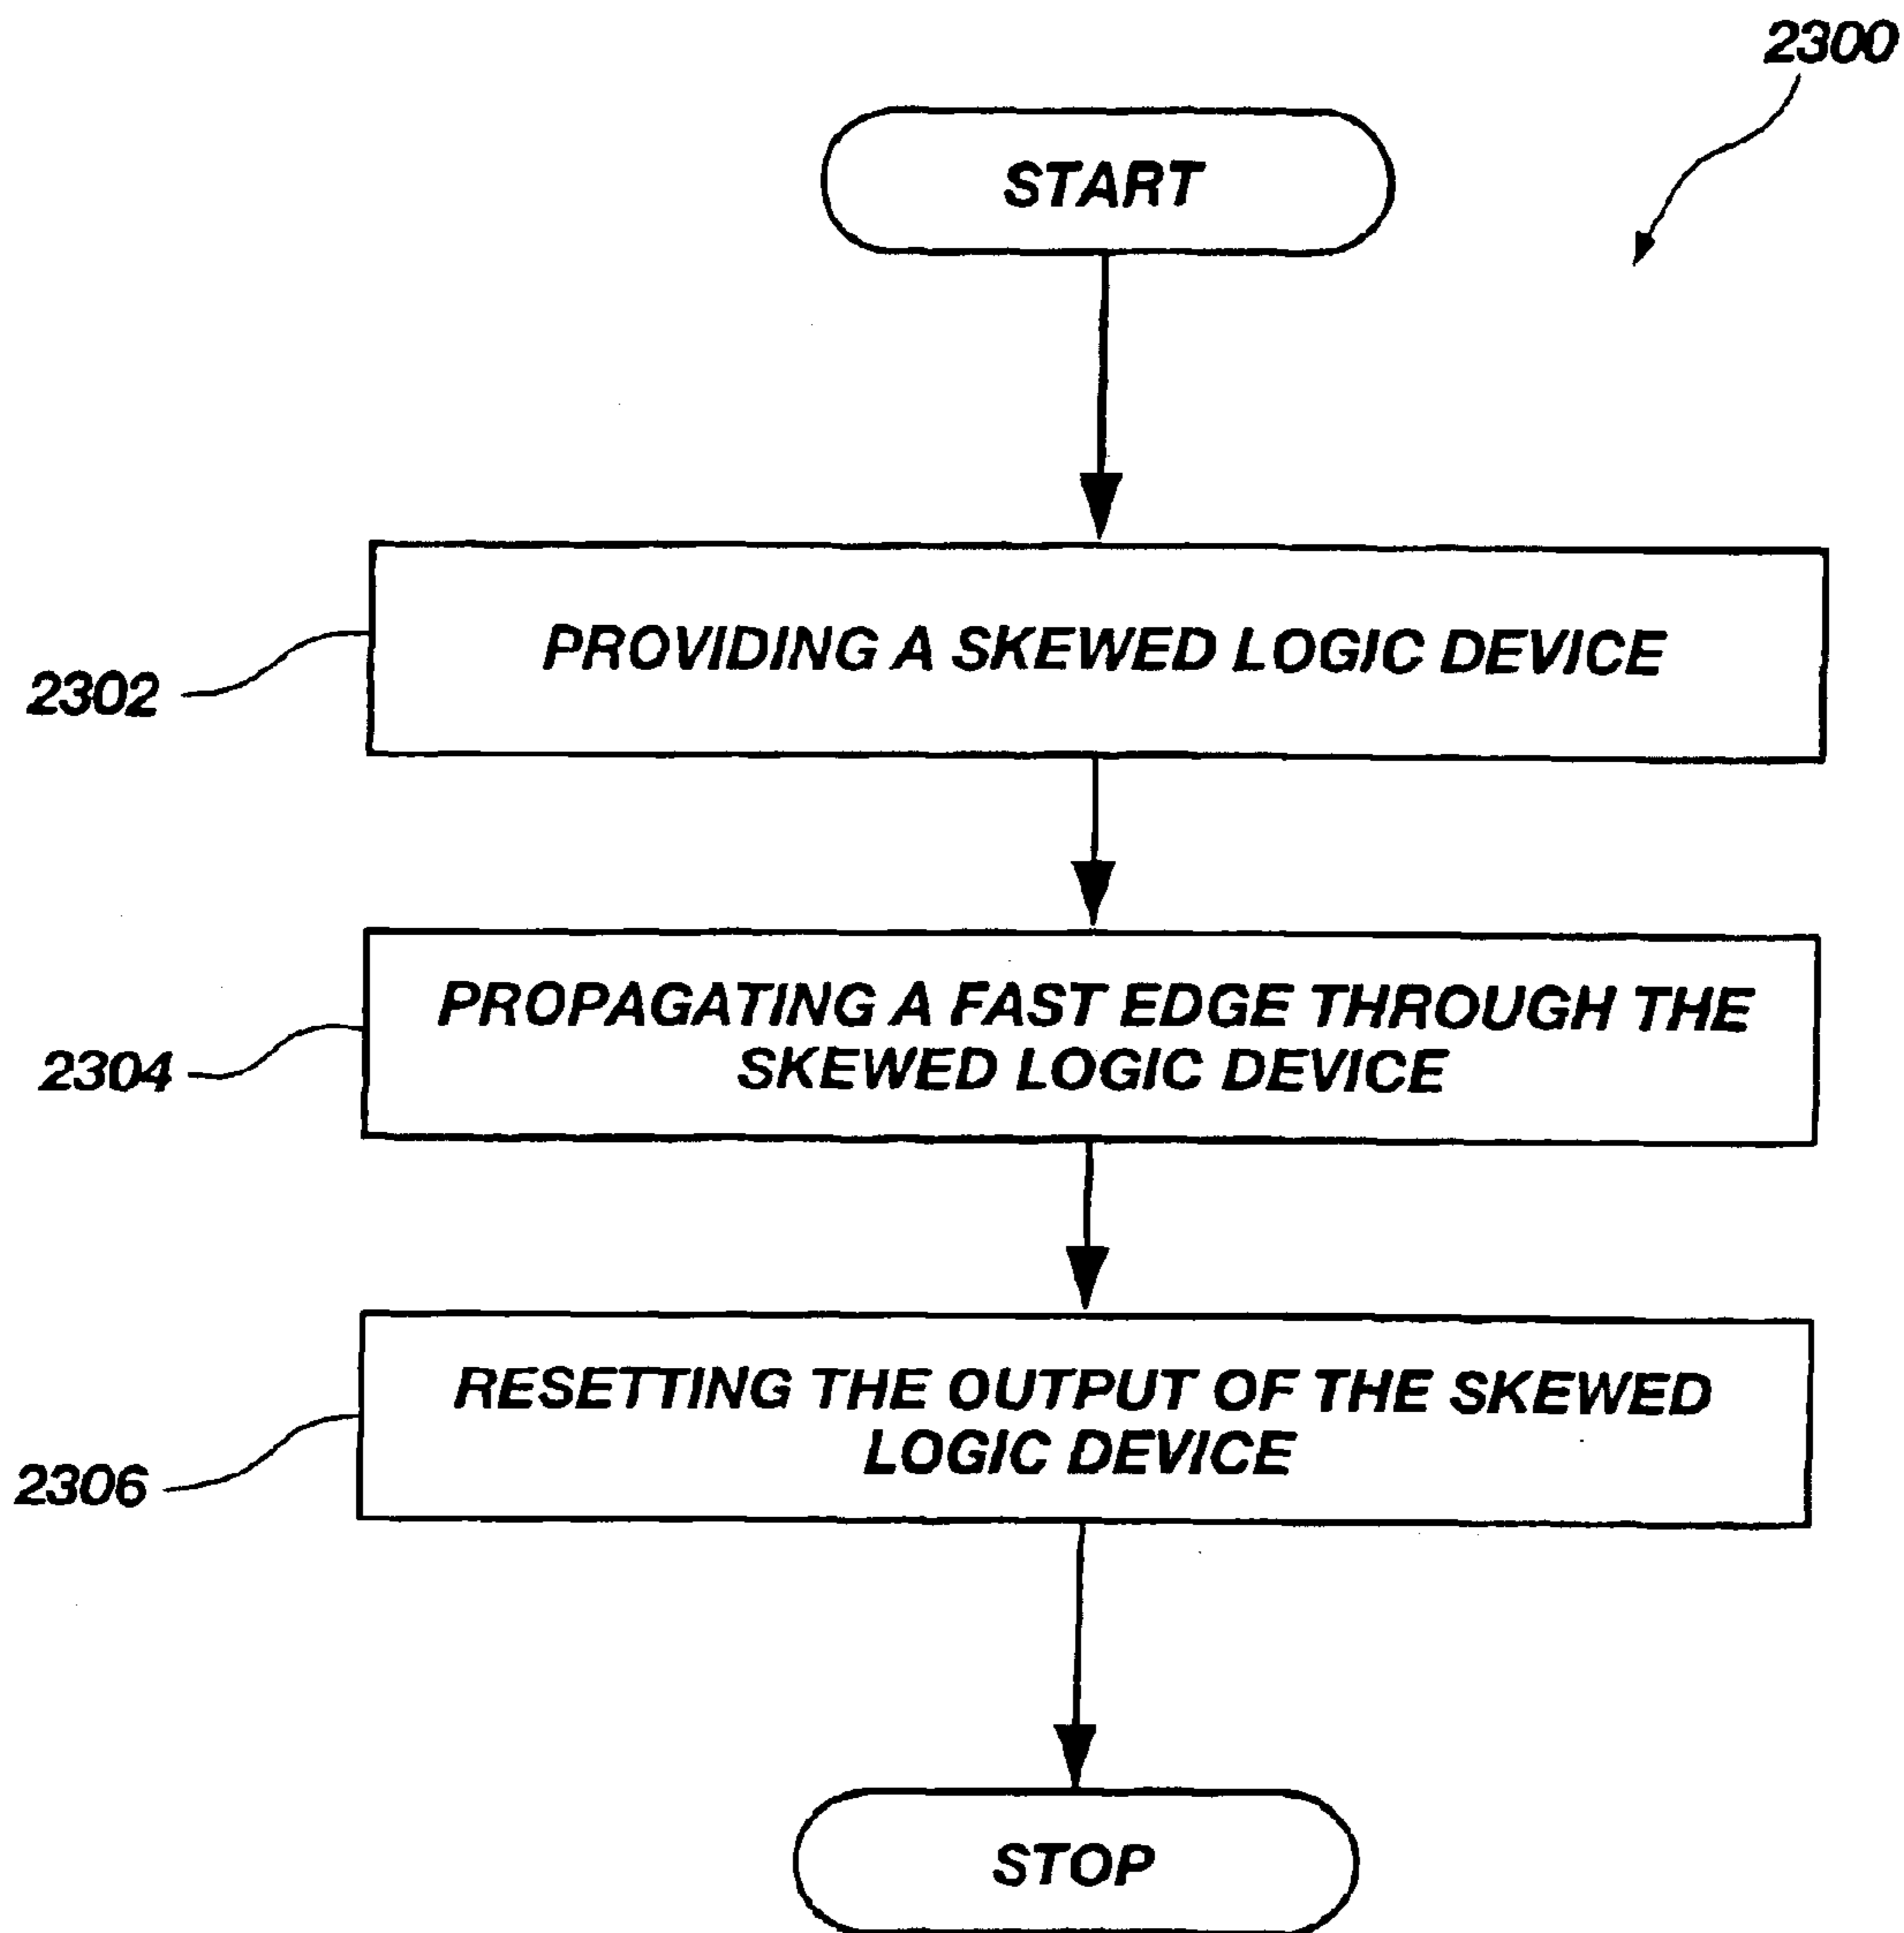 2300
START
PROVIDING A SKEWED LOGIC DEVICE
2302
PROPAGATING A FAST EDGE THROUGH THE
SKEWED LOGIC DEVICE
2304
RESETTING THE OUTPUT OF THE SKEWED
LOGIC DEVICE
2306
STOP